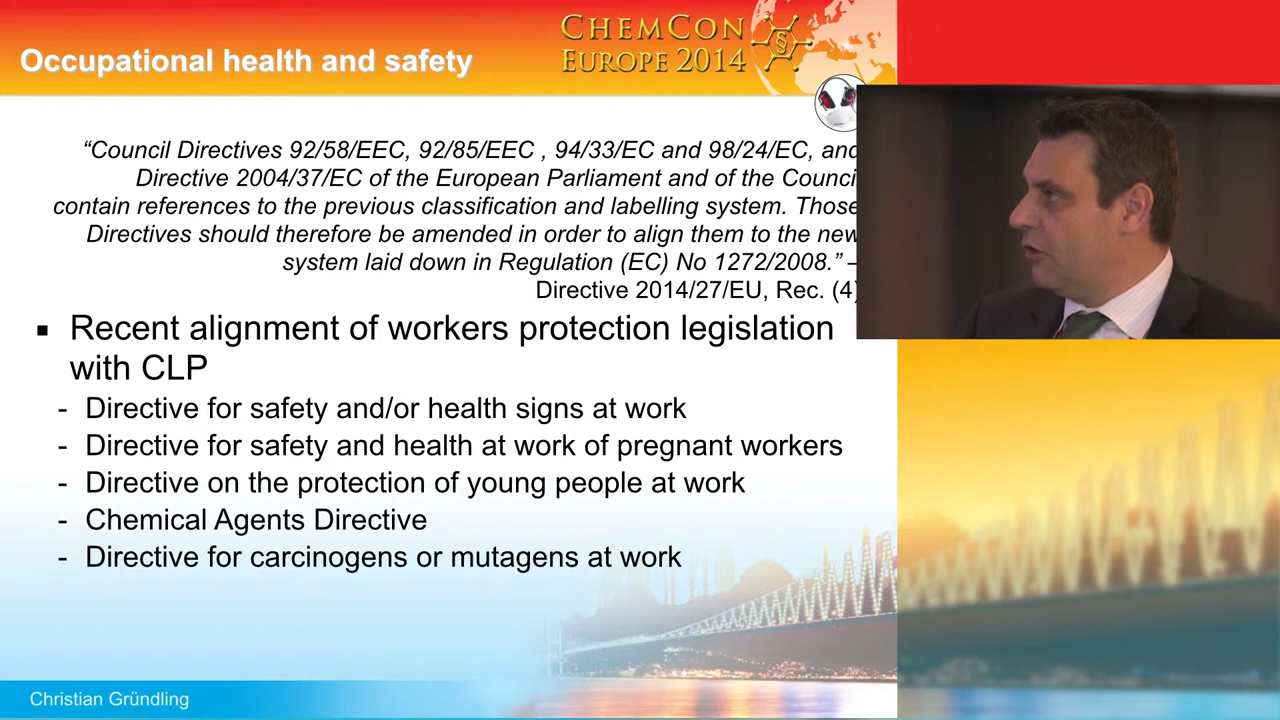 Occupational health and safety
CHEMCON
EUROPE 2014
§
“Council Directives 92/58/EEC, 92/85/EEC , 94/33/EC and 98/24/EC, and
Directive 2004/37/EC of the European Parliament and of the Council
contain references to the previous classification and labelling system. Those
Directives should therefore be amended in order to align them to the new
system laid down in Regulation (EC) No 1272/2008.” –
Directive 2014/27/EU, Rec. (4)
▪ Recent alignment of workers protection legislation
with CLP
- Directive for safety and/or health signs at work
- Directive for safety and health at work of pregnant workers
- Directive on the protection of young people at work
- Chemical Agents Directive
- Directive for carcinogens or mutagens at work
Christian Gründling